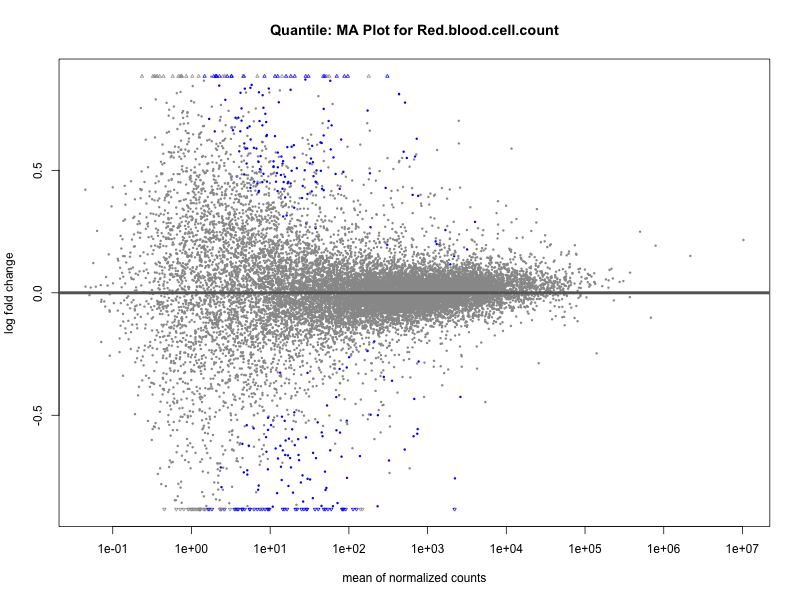 Quantile: MA Plot for Red.blood.cell.count
log fold change
0.5
0.0
-0.5
1e-01 1e+00 1e+01 1e+02 1e+03 1e+04 1e+05 1e+06 1e+07
mean of normalized counts